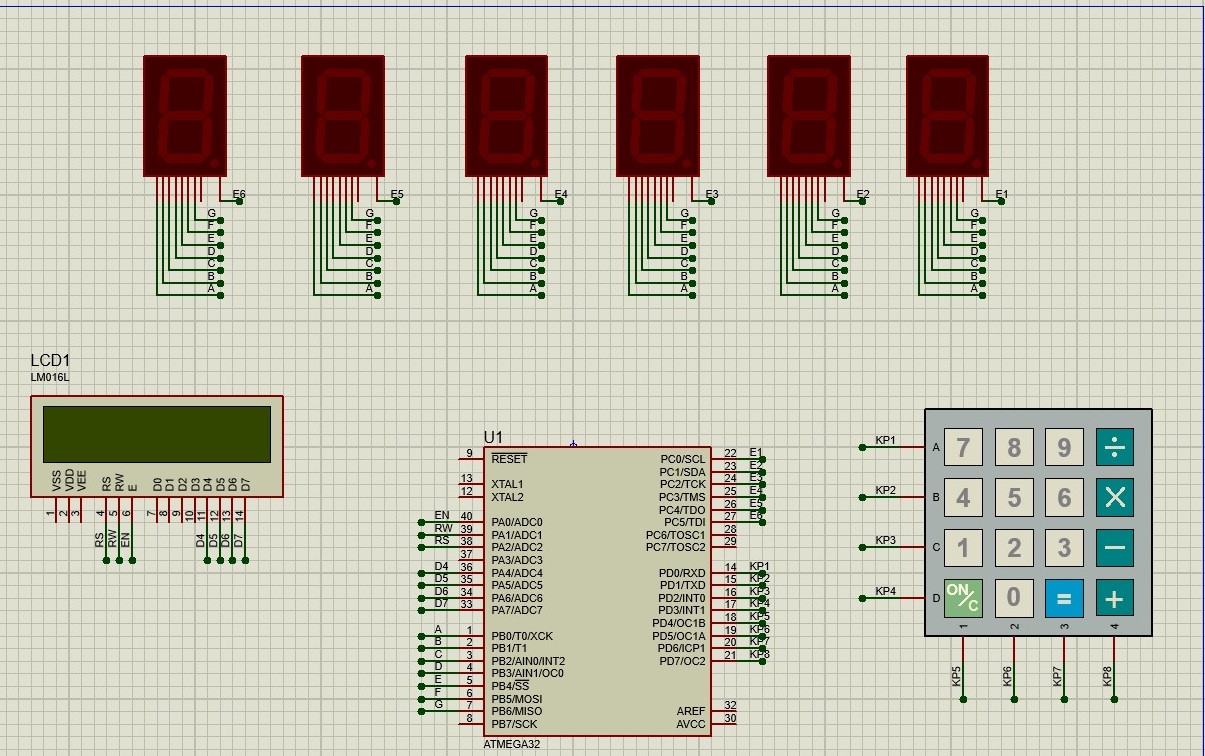 E6 E5 E4 E3 E2 E1
G G G G G G
F F F F F F
E E E E E E
D D D D D D
C C C C C C
B B B B B B
A A A A A A
LCD1
LM016L
VSS VDD VEE RS RW E D0 D1 D2 D3 D4 D5 D6 D7
1 2 3 4 5 6 7 8 9 10 11 12 13 14
RS RW EN D4 D5 D6 D7
U1
9 RESET
13 XTAL1
12 XTAL2
EN 40 PA0/ADC0
RW 39 PA1/ADC1
RS 38 PA2/ADC2
37 PA3/ADC3
D4 36 PA4/ADC4
D5 35 PA5/ADC5
D6 34 PA6/ADC6
D7 33 PA7/ADC7
A 1 PB0/T0/XCK
B 2 PB1/T1
C 3 PB2/AIN0/INT2
D 4 PB3/AIN1/OC0
E 5 PB4/SS
F 6 PB5/MOSI
G 7 PB6/MISO
8 PB7/SCK
PC0/SCL 22 E1
PC1/SDA 23 E2
PC2/TCK 24 E3
PC3/TMS 25 E4
PC4/TDO 26 E5
PC5/TDI 27 E6
PC6/TOSC1 28
PC7/TOSC2 29
PD0/RXD 14 KP1
PD1/TXD 15 KP2
PD2/INT0 16 KP3
PD3/INT1 17 KP4
PD4/OC1B 18 KP5
PD5/OC1A 19 KP6
PD6/ICP1 20 KP7
PD7/OC2 21 KP8
AREF 32
AVCC 30
ATMEGA32
KP1 A 7 8 9 ÷
KP2 B 4 5 6 ×
KP3 C 1 2 3 −
KP4 D ON/C 0 = +
1 2 3 4
KP5 KP6 KP7 KP8